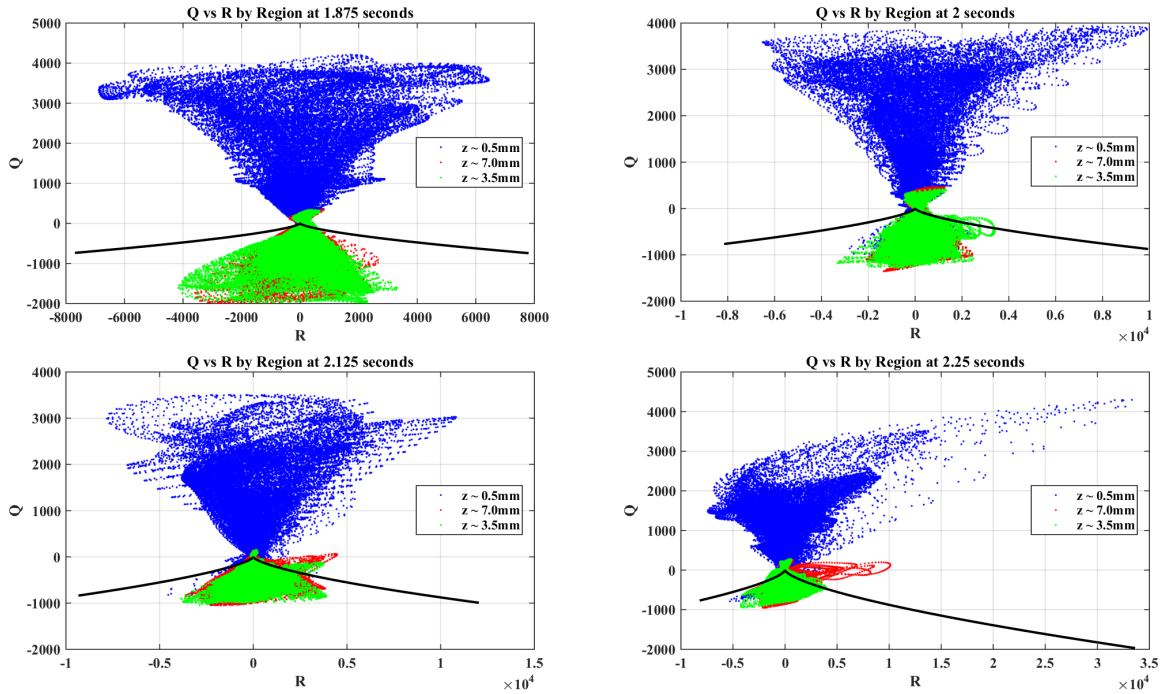 Q vs R by Region at 1.875 seconds
5000
4000
3000
2000
1000
0
-1000
-2000
Q
-8000 -6000 -4000 -2000 0 2000 4000 6000 8000
R
z ~ 0.5mm
z ~ 7.0mm
z ~ 3.5mm
Q vs R by Region at 2 seconds
4000
3000
2000
1000
0
-1000
-2000
Q
-1 -0.8 -0.6 -0.4 -0.2 0 0.2 0.4 0.6 0.8 1
R
×10⁴
z ~ 0.5mm
z ~ 7.0mm
z ~ 3.5mm
Q vs R by Region at 2.125 seconds
4000
3000
2000
1000
0
-1000
-2000
Q
-1 -0.5 0 0.5 1 1.5
R
×10⁴
z ~ 0.5mm
z ~ 7.0mm
z ~ 3.5mm
Q vs R by Region at 2.25 seconds
5000
4000
3000
2000
1000
0
-1000
-2000
Q
-1 -0.5 0 0.5 1 1.5 2 2.5 3 3.5
R
×10⁴
z ~ 0.5mm
z ~ 7.0mm
z ~ 3.5mm